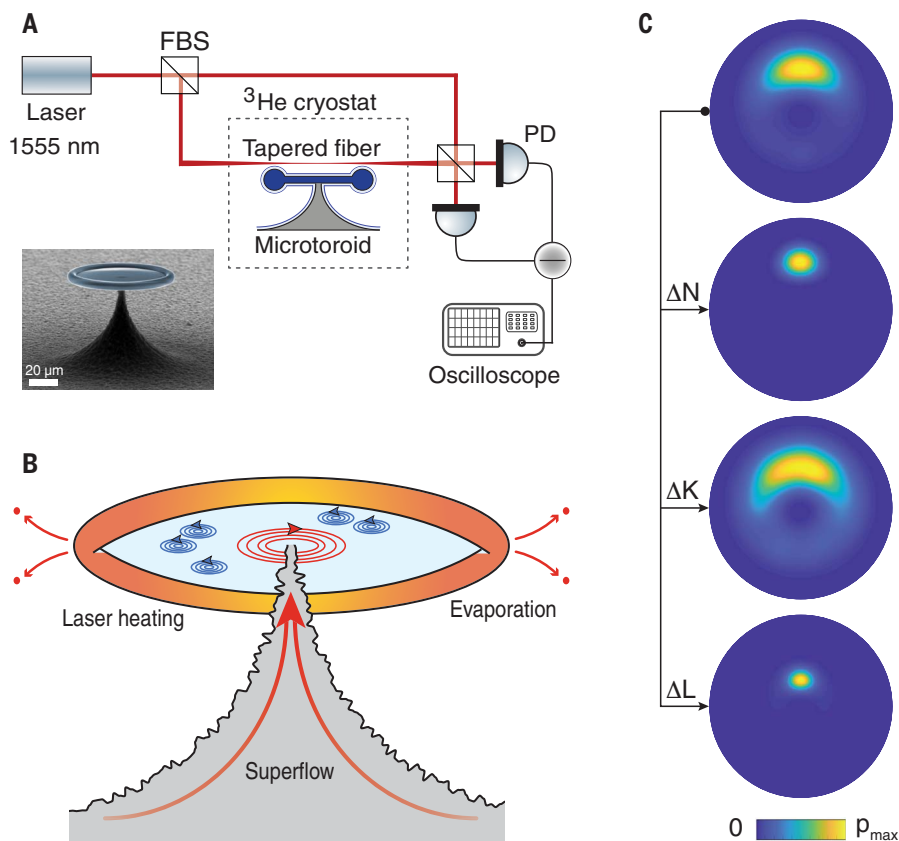 A
FBS
Laser
1555 nm
³He cryostat
Tapered fiber
Microtoroid
PD
Oscilloscope
20 µm
B
Laser heating
Evaporation
Superflow
C
ΔN
ΔK
ΔL
0
p_max